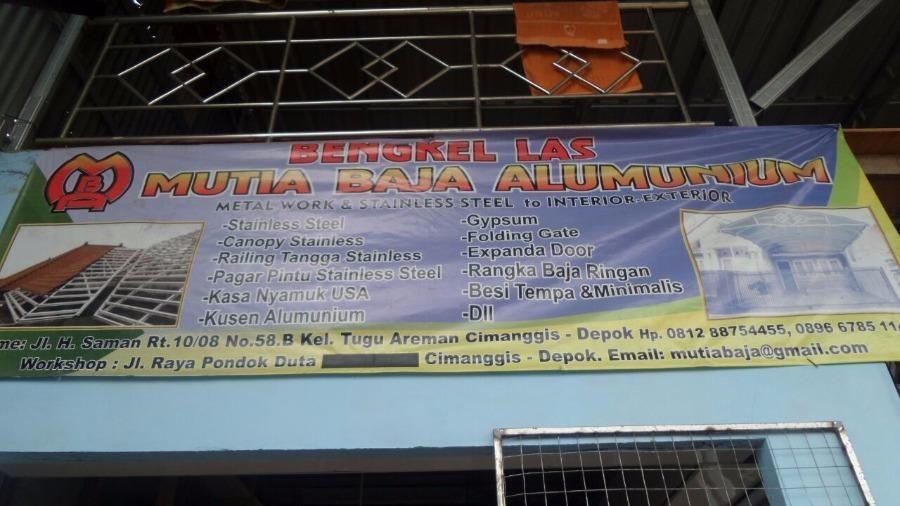 BENGKEL LAS
MUTIA BAJA ALUMUNIUM
METAL WORK & STAINLESS STEEL to INTERIOR-EXTERIOR
-Stainless Steel
-Canopy Stainless
-Railing Tangga Stainless
-Pagar Pintu Stainless Steel
-Kasa Nyamuk USA
-Kusen Alumunium
-Gypsum
-Folding Gate
-Expanda Door
-Rangka Baja Ringan
-Besi Tempa &Minimalis
-Dll
me: Jl. H. Saman Rt.10/08 No.58.B Kel. Tugu Areman Cimanggis - Depok Hp. 0812 88754455, 0896 6785
Workshop : Jl. Raya Pondok Duta Cimanggis - Depok. Email: mutiabaja@gmail.com